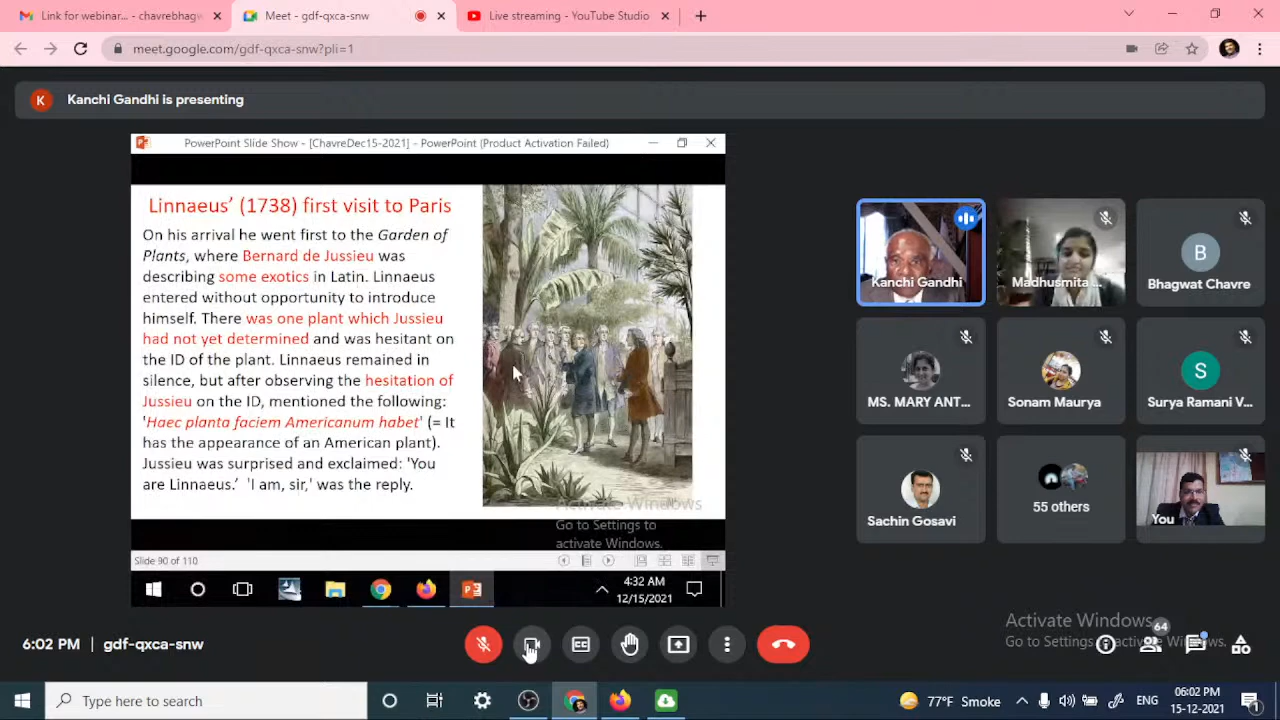 Link for webinar... - chavrebhagw
Meet - gdf-qxca-snw
Live streaming - YouTube Studio
meet.google.com/gdf-qxca-snw?pli=1
K
Kanchi Gandhi is presenting
PowerPoint Slide Show - [ChavreDec15-2021] - PowerPoint (Product Activation Failed)
Linnaeus’ (1738) first visit to Paris
On his arrival he went first to the Garden of
Plants, where Bernard de Jussieu was
describing some exotics in Latin. Linnaeus
entered without opportunity to introduce
himself. There was one plant which Jussieu
had not yet determined and was hesitant on
the ID of the plant. Linnaeus remained in
silence, but after observing the hesitation of
Jussieu on the ID, mentioned the following:
'Haec planta faciem Americanum habet' (= It
has the appearance of an American plant).
Jussieu was surprised and exclaimed: 'You
are Linnaeus.’ 'I am, sir,' was the reply.
Activate Windows
Go to Settings to
activate Windows.
Slide 90 of 110
4:32 AM
12/15/2021
Kanchi Gandhi
Madhusmita ...
B
Bhagwat Chavre
MS. MARY ANT...
Sonam Maurya
S
Surya Ramani V...
Sachin Gosavi
55 others
You
Activate Windows
Go to Settings to activate Windows.
6:02 PM | gdf-qxca-snw
CC
64
Type here to search
77°F Smoke
ENG
06:02 PM
15-12-2021
1